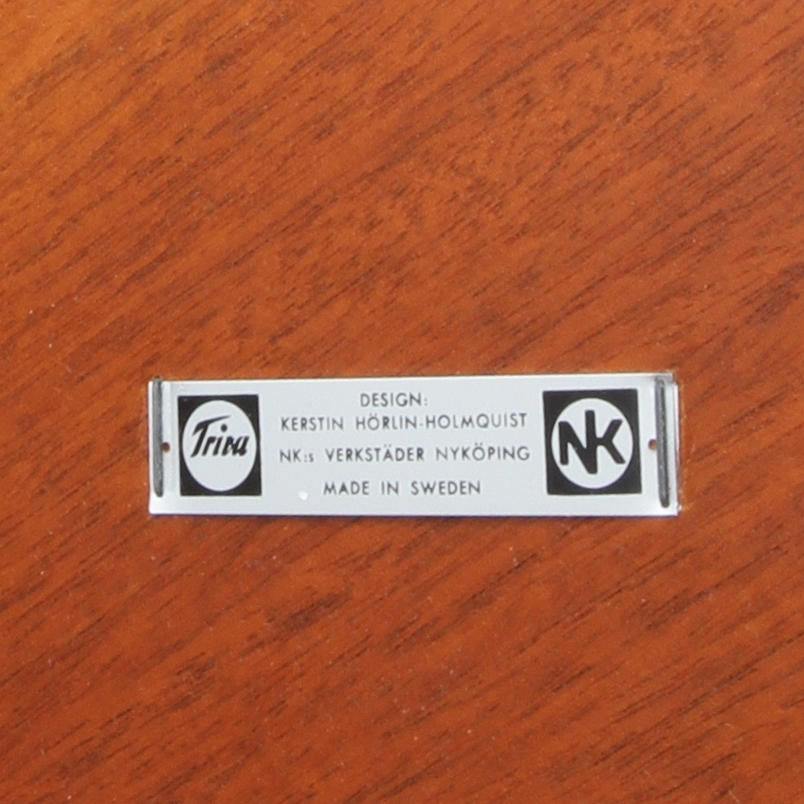 Triva
DESIGN:
KERSTIN HÖRLIN-HOLMQUIST
NK:s VERKSTÄDER NYKÖPING
MADE IN SWEDEN
NK